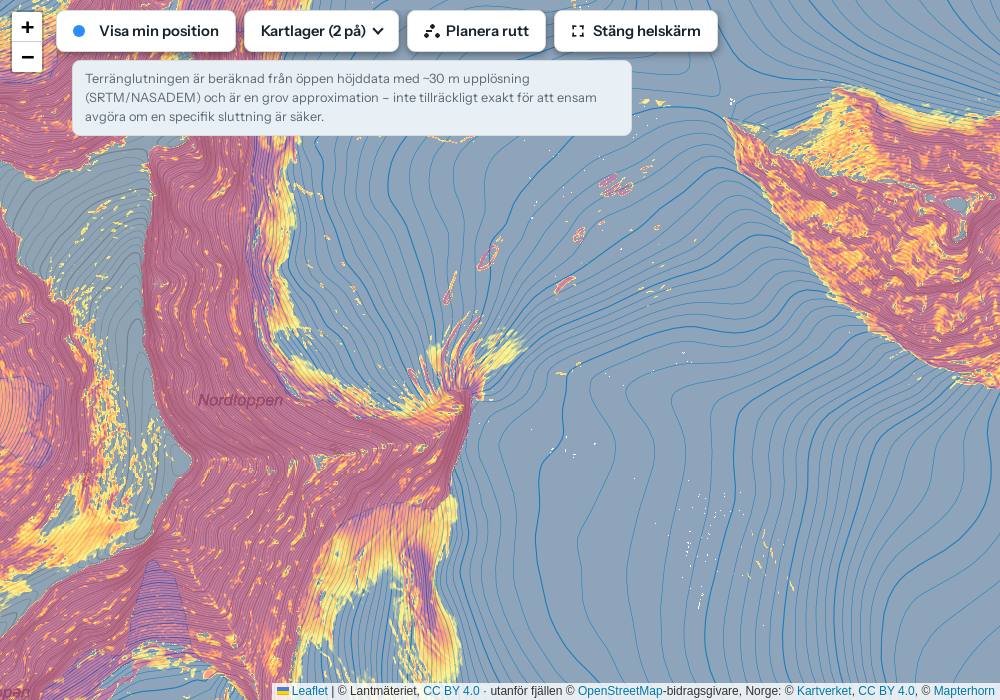 +
−
Visa min position
Kartlager (2 på)
Planera rutt
Stäng helskärm
Terränglutningen är beräknad från öppen höjddata med ~30 m upplösning
(SRTM/NASADEM) och är en grov approximation – inte tillräckligt exakt för att ensam
avgöra om en specifik sluttning är säker.
Nordtoppen
Leaflet | © Lantmäteriet, CC BY 4.0 · utanför fjällen © OpenStreetMap-bidragsgivare, Norge: © Kartverket, CC BY 4.0, © Mapterhorn